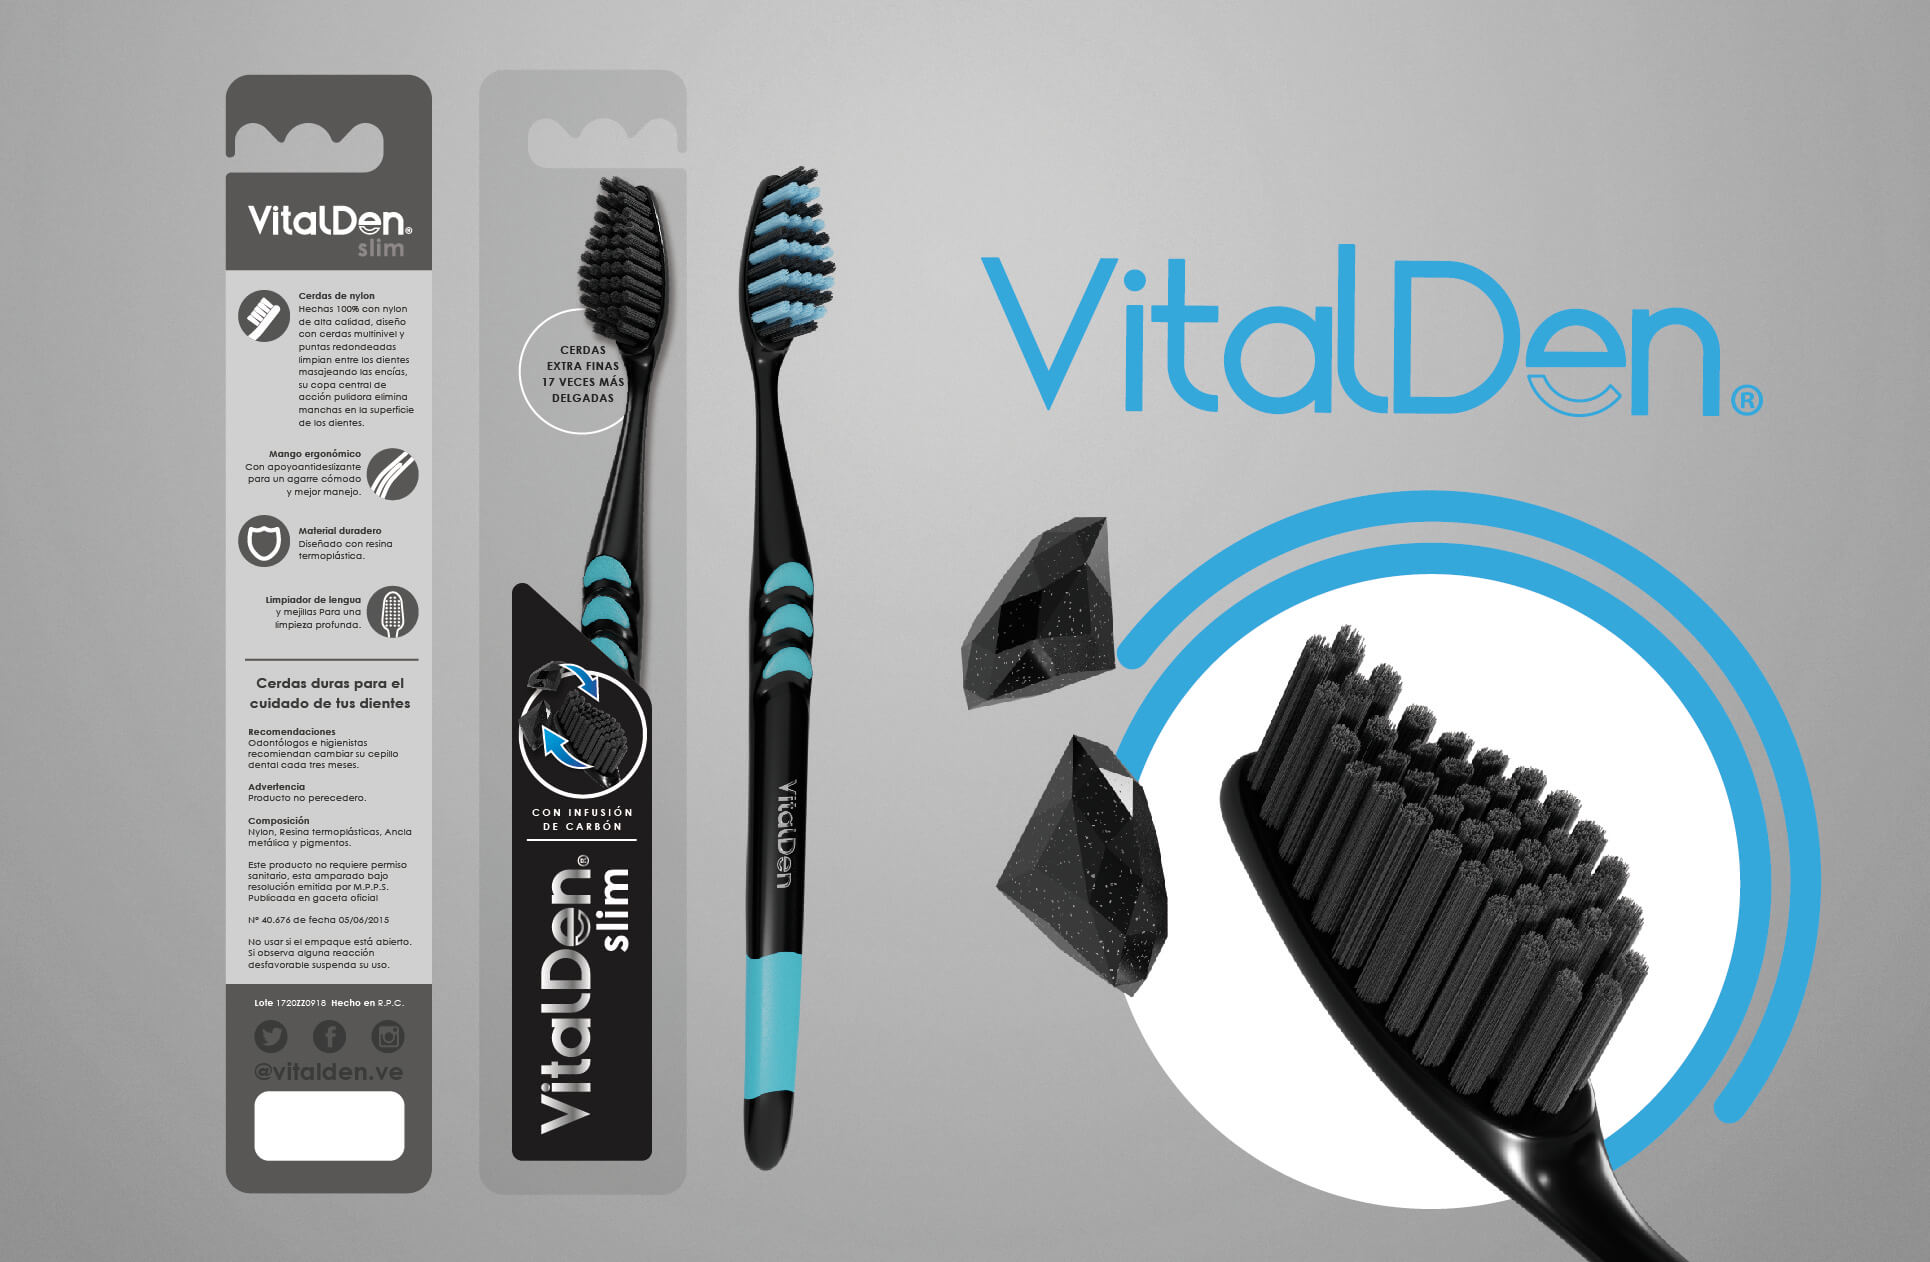 VitalDen®
slim
Cerdas de nylon
Hechas 100% con nylon
de alta calidad, diseño
con cerdas multinivel y
puntas redondeadas
limpian entre los dientes
masajeando las encías,
su copa central de
acción pulidora elimina
manchas en la superficie
de los dientes.
Mango ergonómico
Con apoyoantideslizante
para un agarre cómodo
y mejor manejo.
Material duradero
Diseñado con resina
termoplástica.
Limpiador de lengua
y mejillas Para una
limpieza profunda.
Cerdas duras para el
cuidado de tus dientes
Recomendaciones
Odontólogos e higienistas
recomiendan cambiar su cepillo
dental cada tres meses.
Advertencia
Producto no perecedero.
Composición
Nylon, Resina termoplásticas, Ancla
metálica y pigmentos.
Este producto no requiere permiso
sanitario, esta amparado bajo
resolución emitida por M.P.P.S.
Publicada en gaceta oficial
Nº 40.676 de fecha 05/06/2015
No usar si el empaque está abierto.
Si observa alguna reacción
desfavorable suspenda su uso.
Lote 1720ZZ0918 Hecho en R.P.C.
@vitalden.ve
CERDAS
EXTRA FINAS
17 VECES MÁS
DELGADAS
CON INFUSIÓN
DE CARBÓN
VitalDen®
slim
VitalDen
VitalDen®